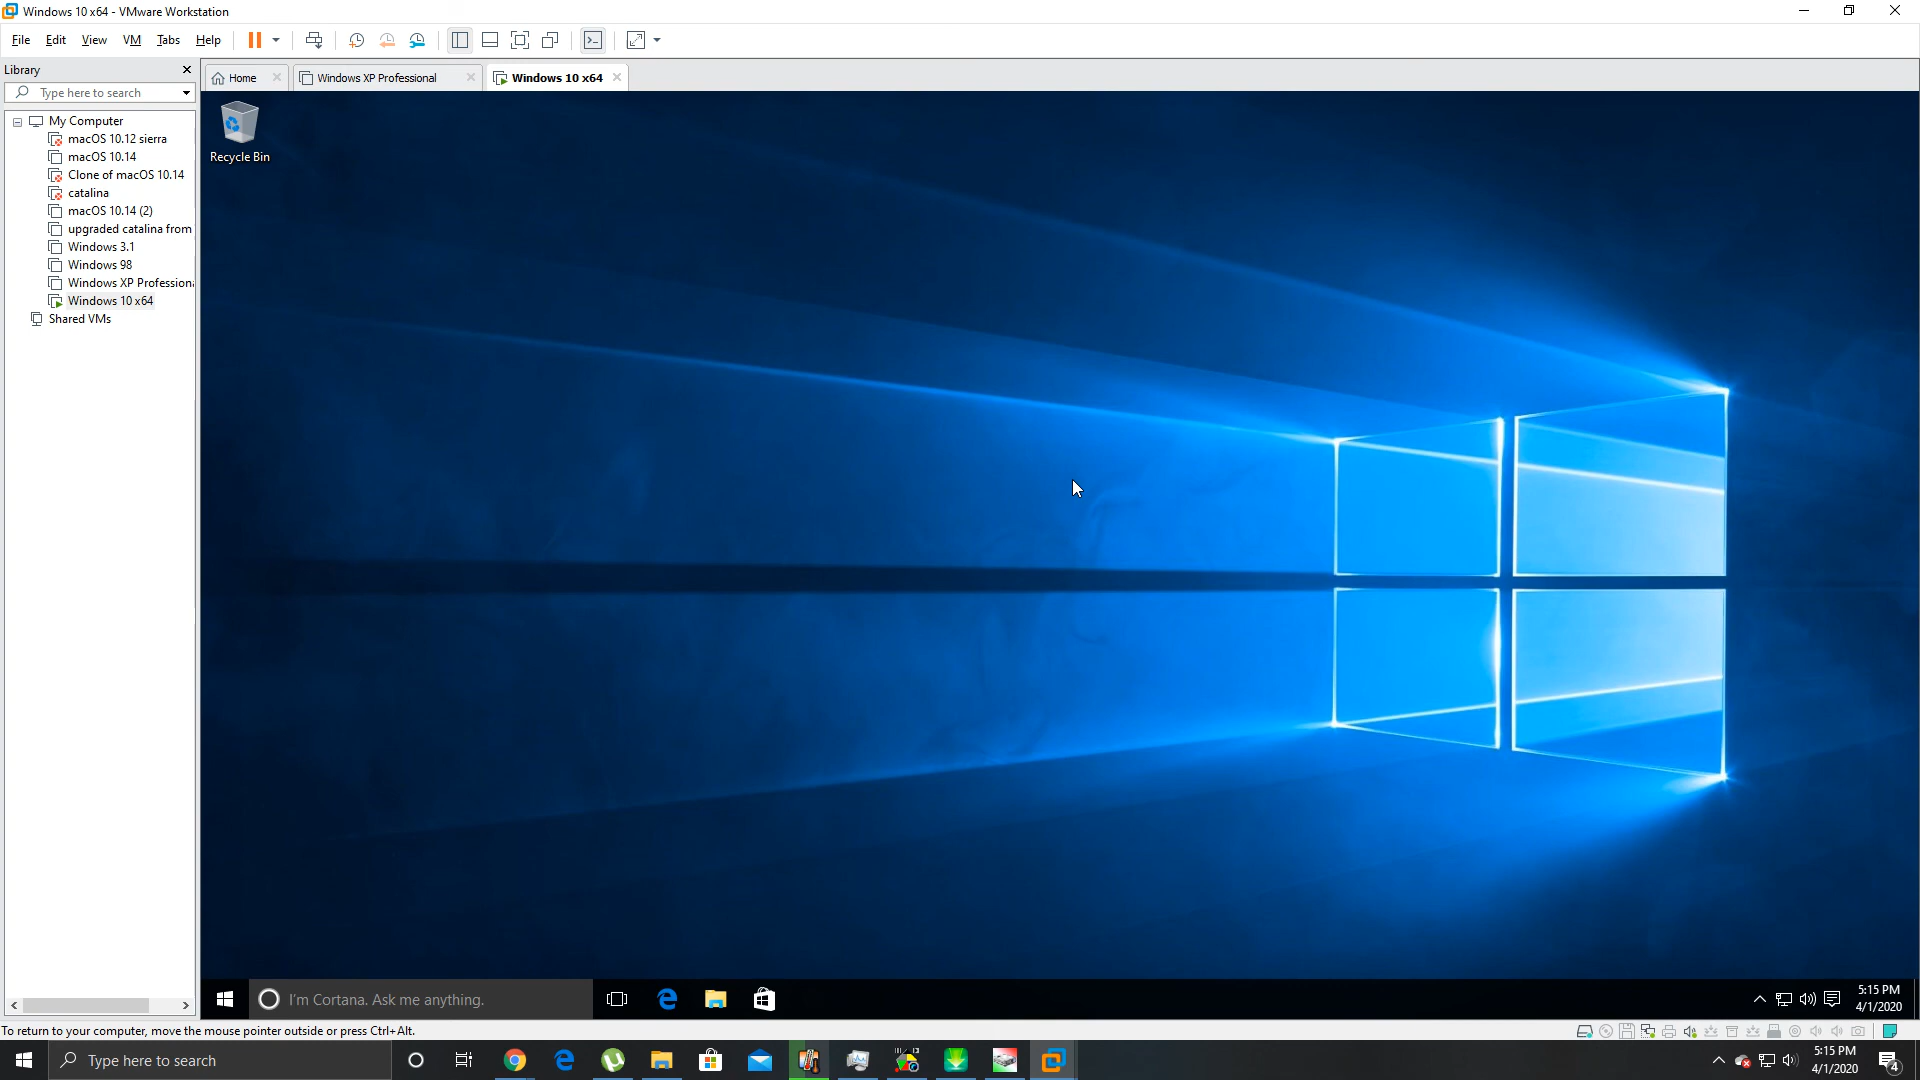 Windows 10 x64 - VMware Workstation
File Edit View VM Tabs Help
Library
Type here to search
Home
Windows XP Professional
Windows 10 x64
My Computer
macOS 10.12 sierra
macOS 10.14
Clone of macOS 10.14
catalina
macOS 10.14 (2)
upgraded catalina from
Windows 3.1
Windows 98
Windows XP Professiona
Windows 10 x64
Shared VMs
Recycle Bin
I'm Cortana. Ask me anything.
5:15 PM
4/1/2020
To return to your computer, move the mouse pointer outside or press Ctrl+Alt.
Type here to search
5:15 PM
4/1/2020
4